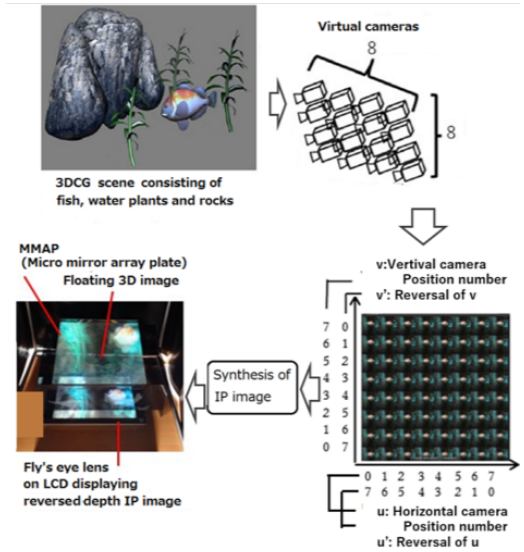 Virtual cameras
8
8
3DCG scene consisting of
fish, water plants and rocks
MMAP
(Micro mirror array plate)
Floating 3D image
v:Vertival camera
Position number
v': Reversal of v
7 0
6 1
5 2
4 3
3 4
2 5
1 6
0 7
Synthesis of
IP image
0 1 2 3 4 5 6 7
7 6 5 4 3 2 1 0
Fly's eye lens
on LCD displaying
reversed depth IP image
u: Horizontal camera
Position number
u': Reversal of u